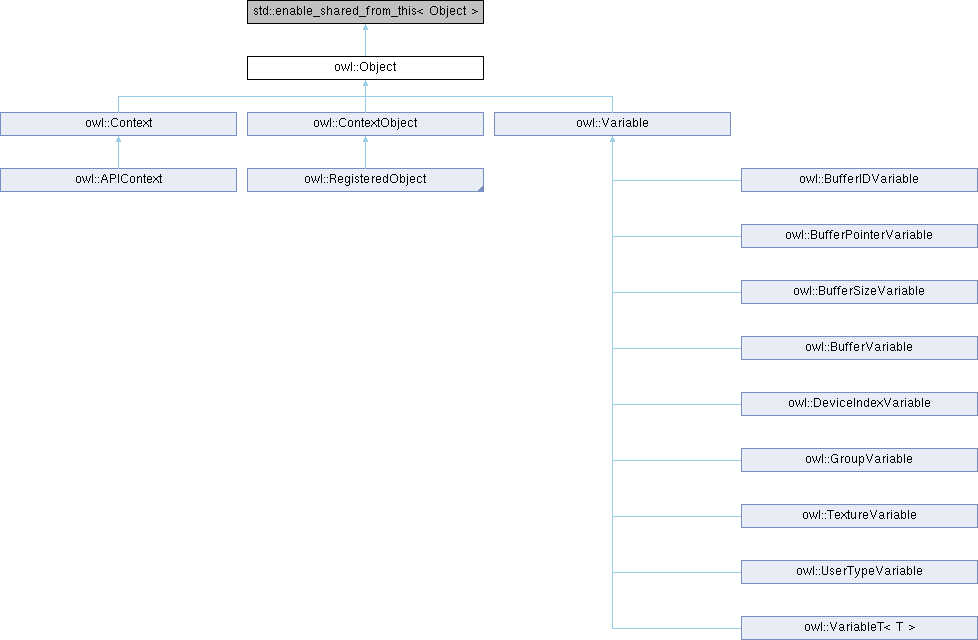 std::enable_shared_from_this< Object >
owl::Object
owl::Context
owl::ContextObject
owl::Variable
owl::APIContext
owl::RegisteredObject
owl::BufferIDVariable
owl::BufferPointerVariable
owl::BufferSizeVariable
owl::BufferVariable
owl::DeviceIndexVariable
owl::GroupVariable
owl::TextureVariable
owl::UserTypeVariable
owl::VariableT< T >